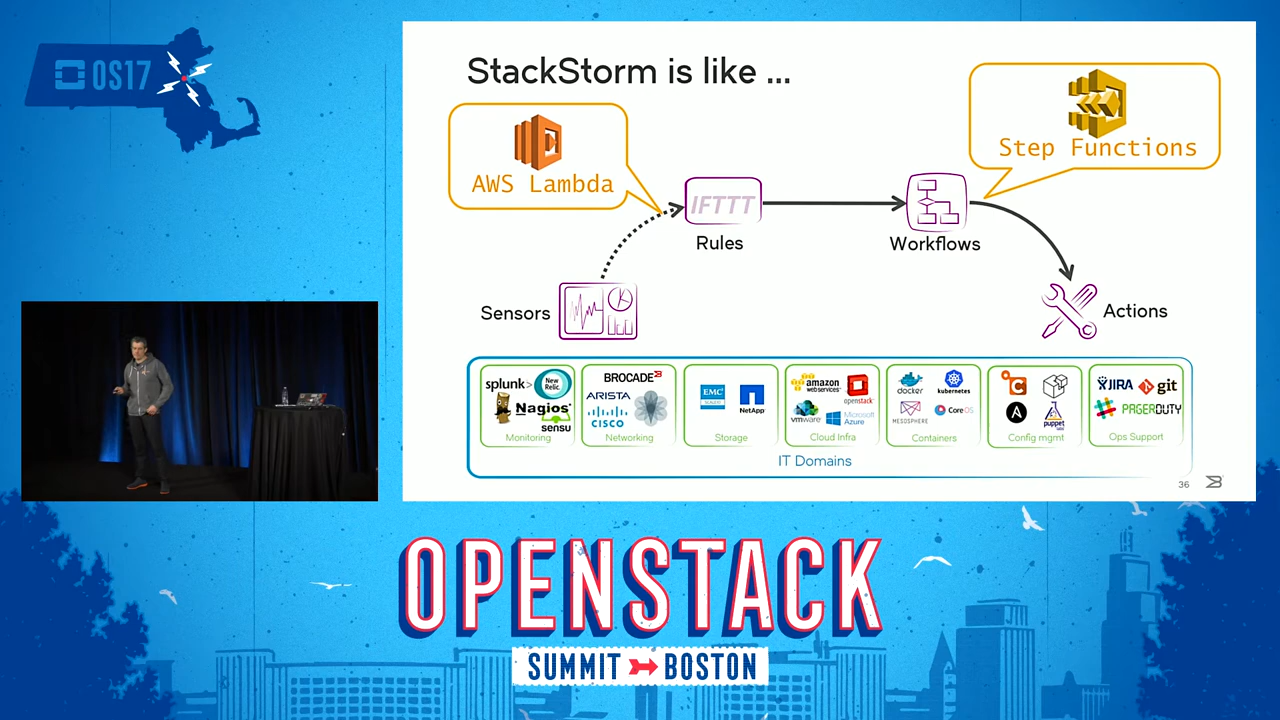 OS17
StackStorm is like ...
AWS Lambda
Step Functions
IFTTT
Rules
Workflows
Sensors
Actions
splunk>
New Relic.
Nagios
sensu
Monitoring
BROCADE
ARISTA
CISCO
Networking
EMC²
NetApp
Storage
amazon
web services
openstack
vmware
Microsoft
Azure
Cloud Infra
docker
kubernetes
MESOSPHERE
CoreOS
Containers
puppet
labs
Config mgmt
JIRA
git
PAGERDUTY
Ops Support
IT Domains
36
OPENSTACK
SUMMIT BOSTON